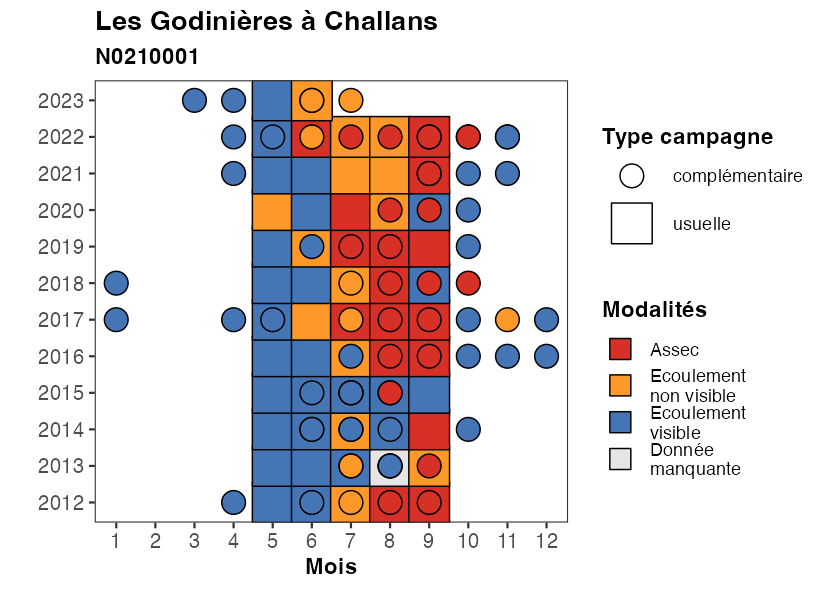 Les Godinières à Challans
N0210001
2023
2022
2021
2020
2019
2018
2017
2016
2015
2014
2013
2012
1 2 3 4 5 6 7 8 9 10 11 12
Mois
Type campagne
complémentaire
usuelle
Modalités
Assec
Ecoulement
non visible
Ecoulement
visible
Donnée
manquante